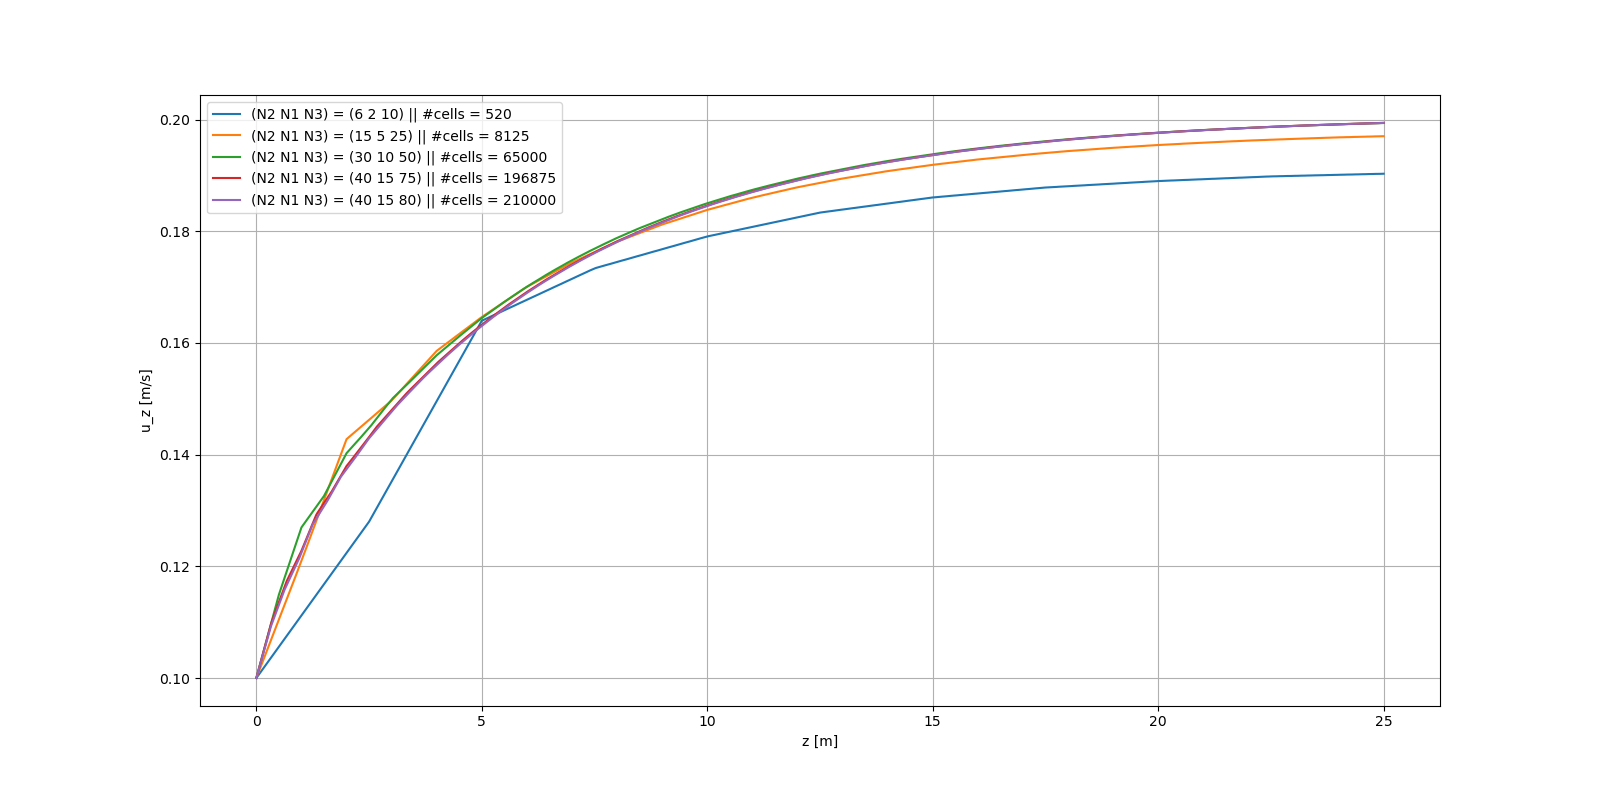 (N2 N1 N3) = (6 2 10) || #cells = 520
(N2 N1 N3) = (15 5 25) || #cells = 8125
(N2 N1 N3) = (30 10 50) || #cells = 65000
(N2 N1 N3) = (40 15 75) || #cells = 196875
(N2 N1 N3) = (40 15 80) || #cells = 210000
0.20
0.18
0.16
0.14
0.12
0.10
u_z [m/s]
0 5 10 15 20 25
z [m]